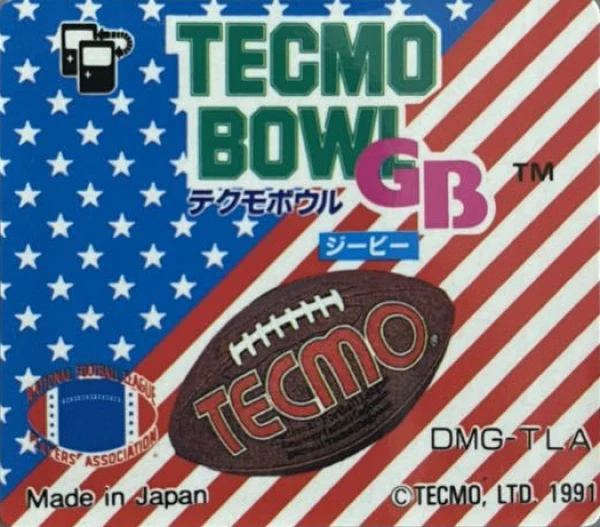 TECMO
BOWL
GB
TM
テクモボウル
ジービー
TECMO
®
NATIONAL FOOTBALL LEAGUE
PLAYERS' ASSOCIATION
DMG-TLA
Made in Japan
©TECMO, LTD. 1991